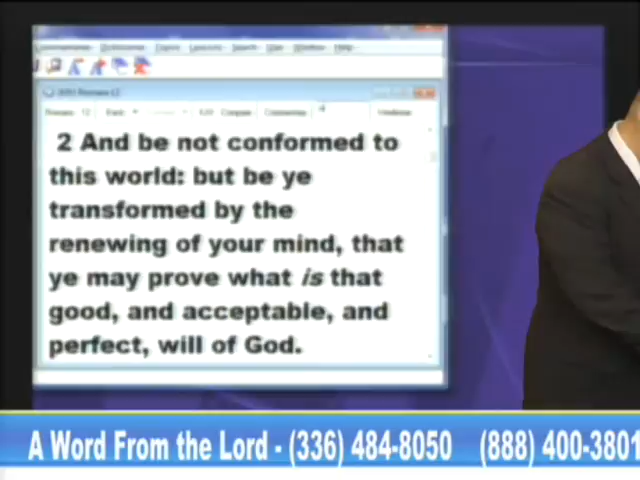 2 And be not conformed to
this world: but be ye
transformed by the
renewing of your mind, that
ye may prove what is that
good, and acceptable, and
perfect, will of God.
A Word From the Lord - (336) 484-8050 (888) 400-3801